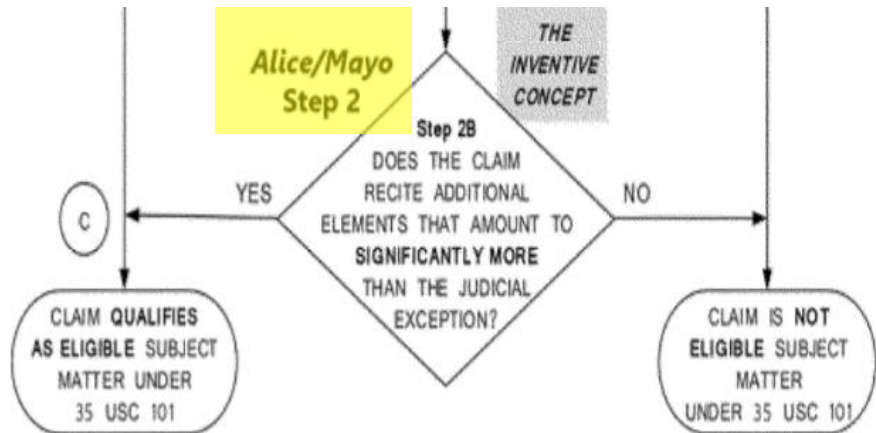 Alice/Mayo
Step 2
THE
INVENTIVE
CONCEPT
Step 2B
DOES THE CLAIM
RECITE ADDITIONAL
ELEMENTS THAT AMOUNT TO
SIGNIFICANTLY MORE
THAN THE JUDICIAL
EXCEPTION?
YES
NO
C
CLAIM QUALIFIES
AS ELIGIBLE SUBJECT
MATTER UNDER
35 USC 101
CLAIM IS NOT
ELIGIBLE SUBJECT
MATTER
UNDER 35 USC 101